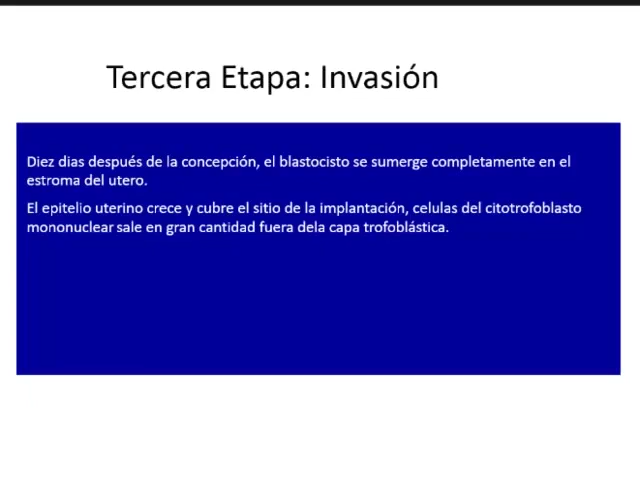 Tercera Etapa: Invasión
Diez dias después de la concepción, el blastocisto se sumerge completamente en el
estroma del utero.
El epitelio uterino crece y cubre el sitio de la implantación, celulas del citotrofoblasto
mononuclear sale en gran cantidad fuera dela capa trofoblástica.